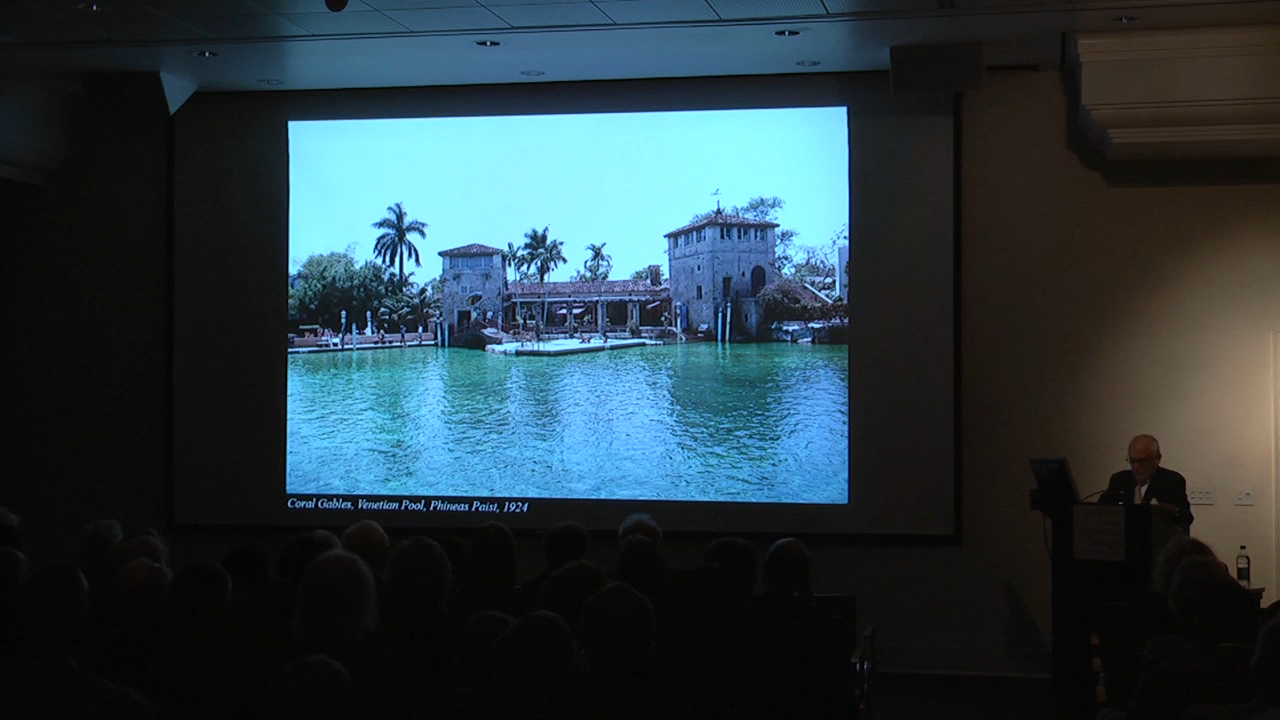 Coral Gables, Venetian Pool, Phineas Paist, 1924